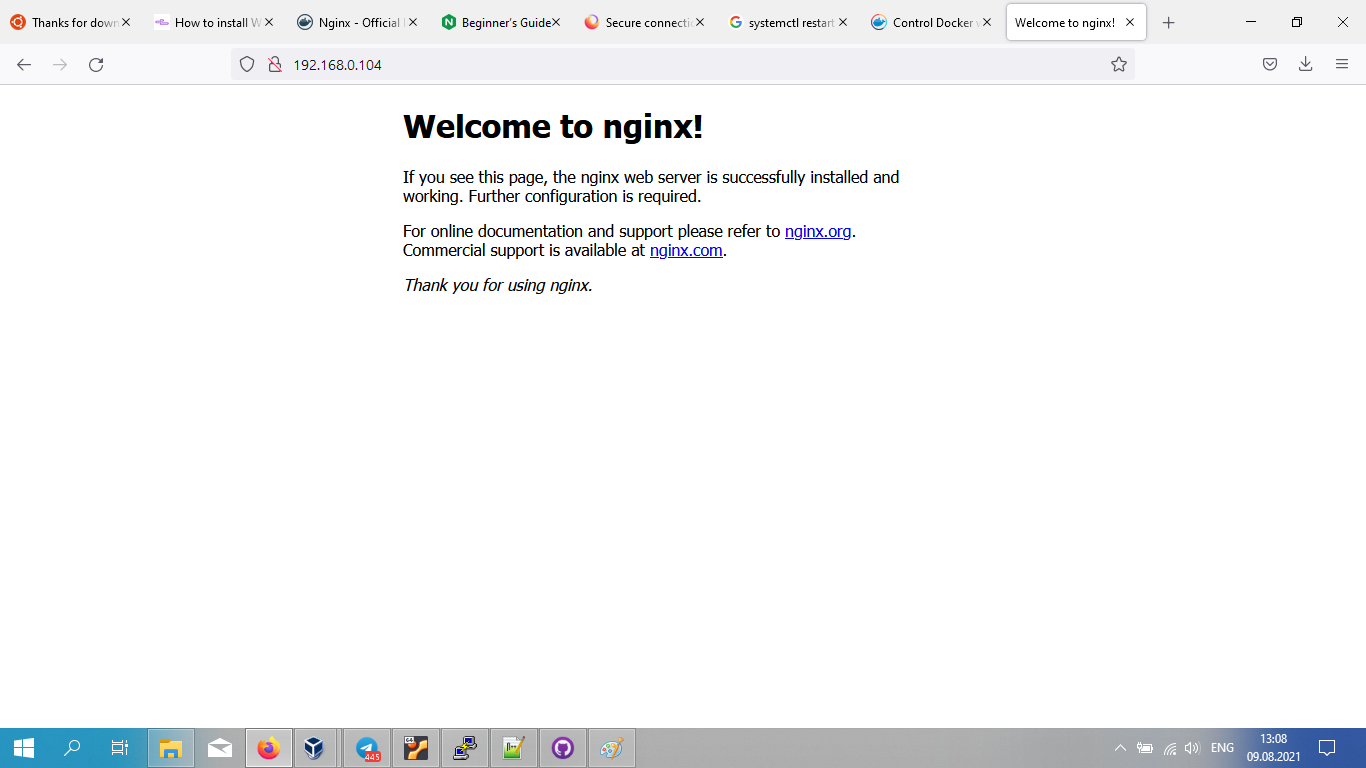 Thanks for down
How to install W
Nginx - Official
Beginner's Guide
Secure connectio
systemctl restart
Control Docker
Welcome to nginx!
192.168.0.104
Welcome to nginx!
If you see this page, the nginx web server is successfully installed and
working. Further configuration is required.
For online documentation and support please refer to nginx.org.
Commercial support is available at nginx.com.
Thank you for using nginx.
445
64
N++
ENG
13:08
09.08.2021